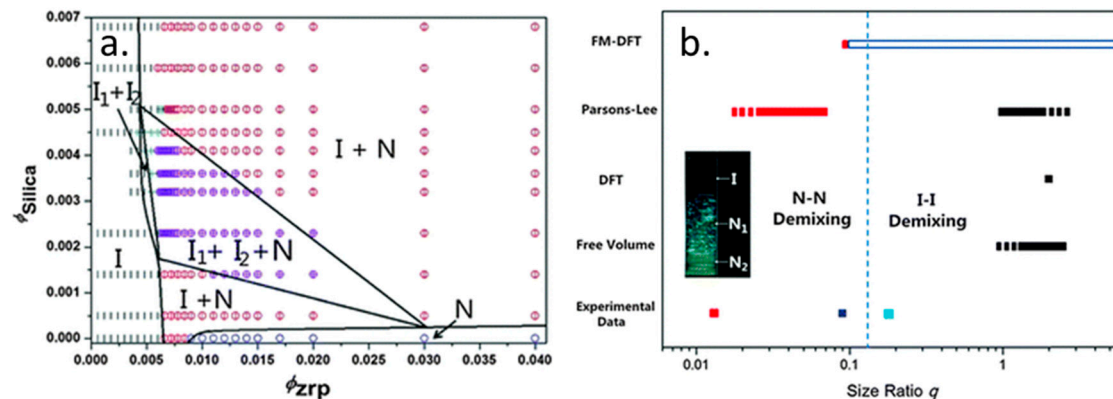 a.
0.007
0.006
0.005
0.004
0.003
0.002
0.001
0.000
ϕSilica
I₁+I₂
I + N
I
I₁+ I₂+N
I +N
N
0.000 0.005 0.010 0.015 0.020 0.025 0.030 0.035 0.040
ϕzrp
b.
FM-DFT
Parsons-Lee
DFT
Free Volume
Experimental
Data
I
N₁
N₂
N-N
Demixing
I-I
Demixing
0.01 0.1 1
Size Ratio q